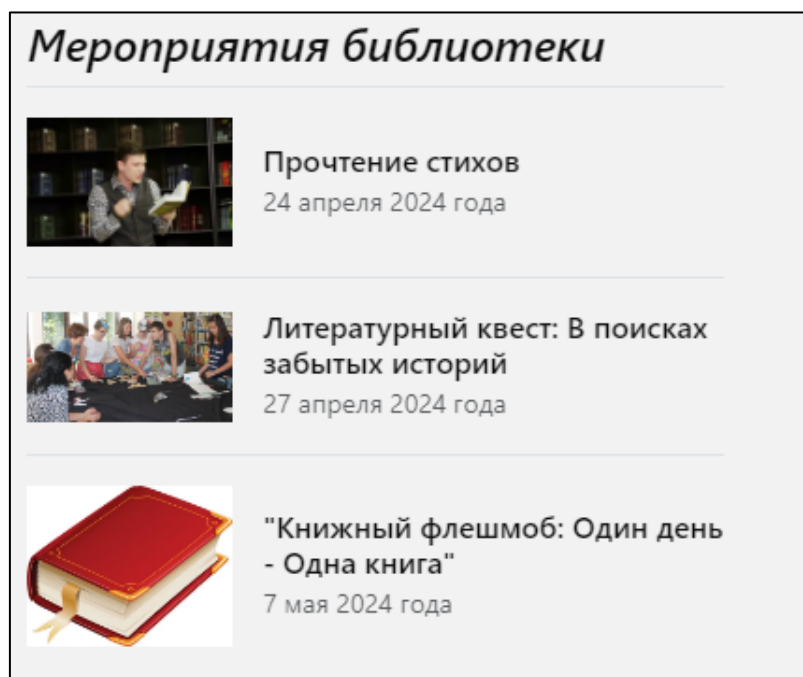 Мероприятия библиотеки
Прочтение стихов
24 апреля 2024 года
Литературный квест: В поисках
забытых историй
27 апреля 2024 года
"Книжный флешмоб: Один день
- Одна книга"
7 мая 2024 года